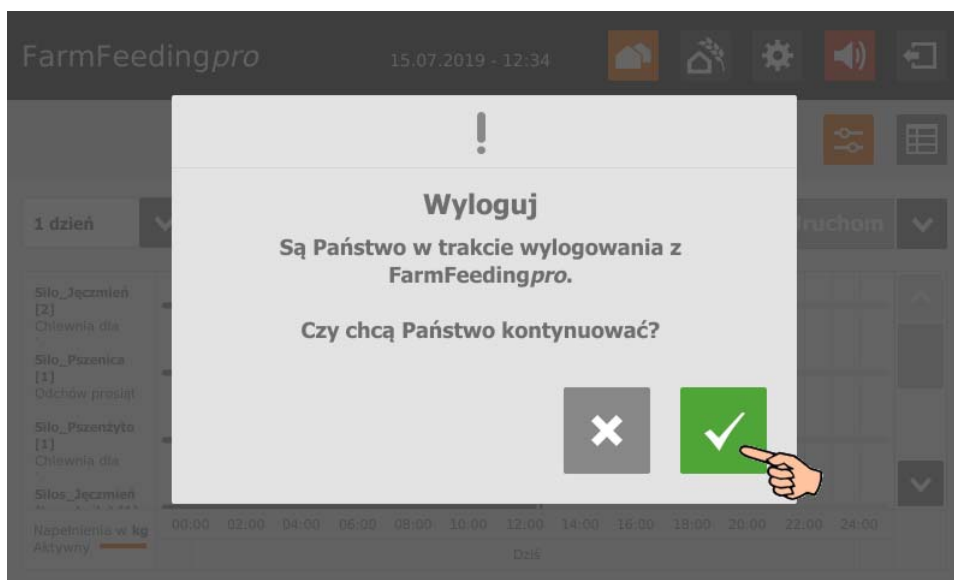 FarmFeedingpro
15.07.2019 - 12:34
Wyloguj
Są Państwo w trakcie wylogowania z
FarmFeedingpro.
Czy chcą Państwo kontynuować?
1 dzień
Uruchom
Silo_Jęczmień
[2]
Chlewnia dla
Silo_Pszenica
[1]
Odchów prosiąt
Silo_Pszenżyto
[1]
Chlewnia dla
Silos_Jęczmień
Napełnienia w kg
Aktywny
00:00 02:00 04:00 06:00 08:00 10:00 12:00 14:00 16:00 18:00 20:00 22:00 24:00
Dziś